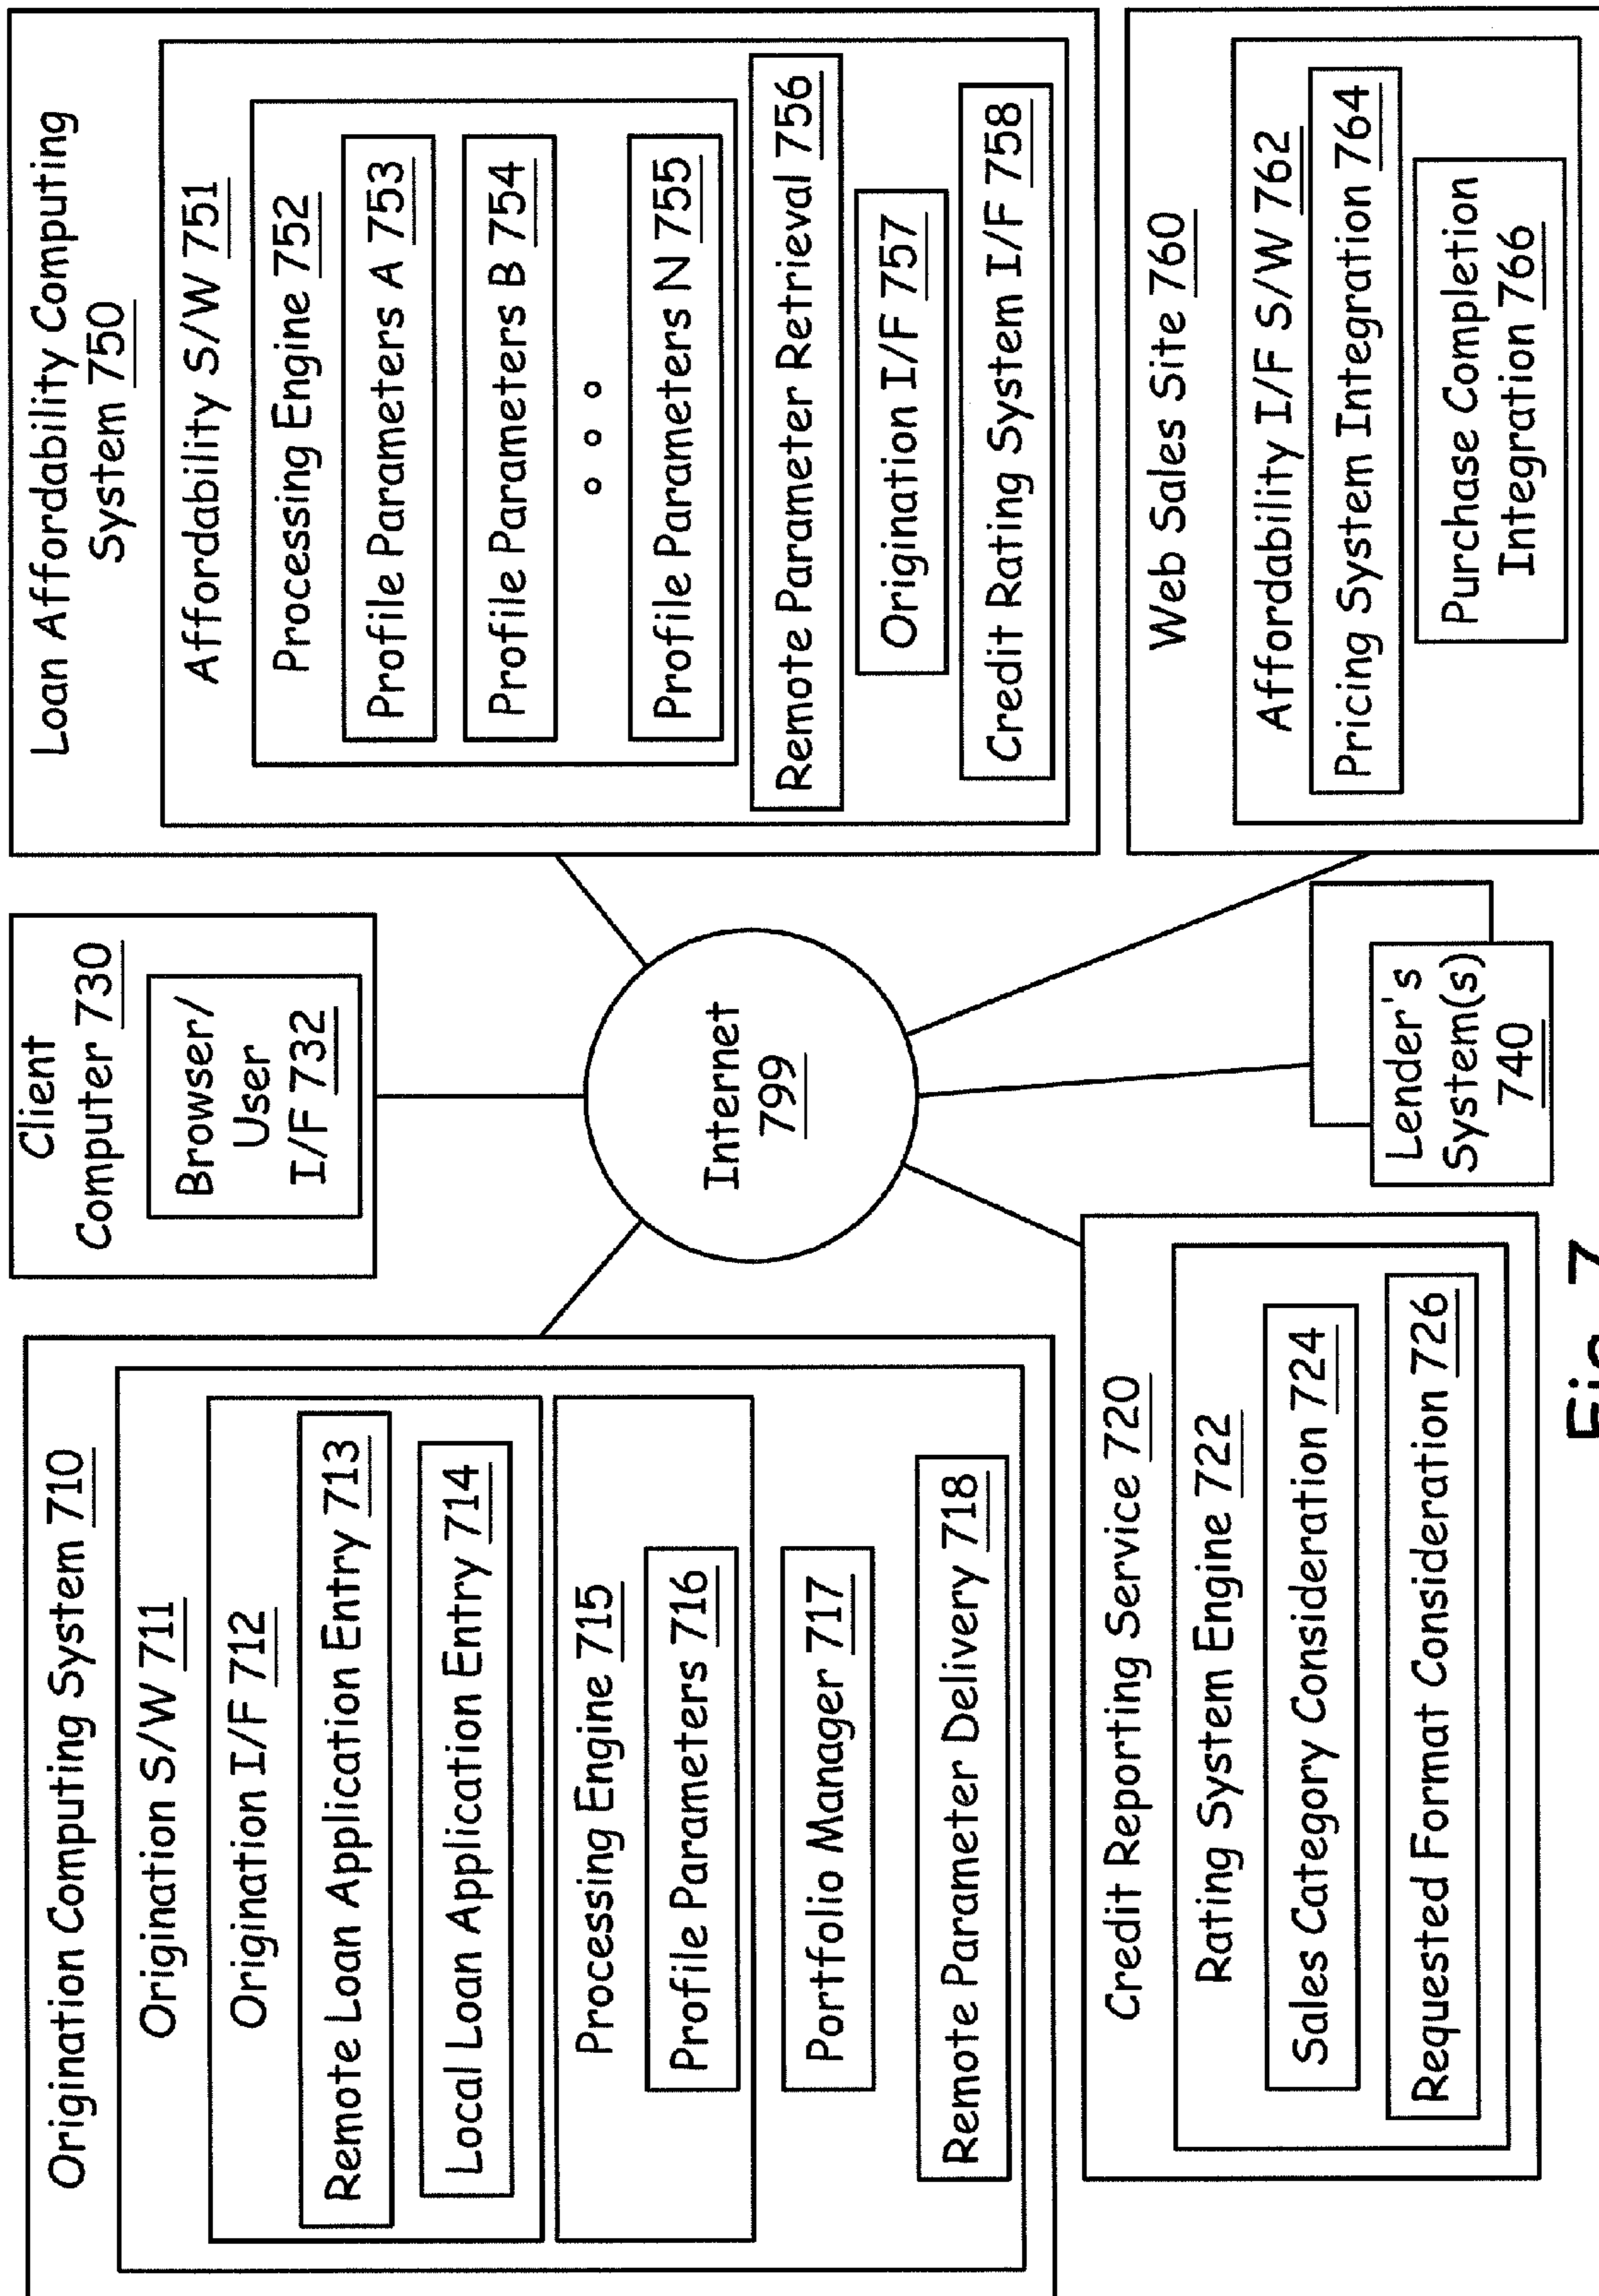 Origination Computing System 710
Origination S/W 711
Origination I/F 712
Remote Loan Application Entry 713
Local Loan Application Entry 714
Processing Engine 715
Profile Parameters 716
Portfolio Manager 717
Remote Parameter Delivery 718
Credit Reporting Service 720
Rating System Engine 722
Sales Category Consideration 724
Requested Format Consideration 726
Client
Computer 730
Browser/
User
I/F 732
Internet
799
Lender's
System(s)
740
Loan Affordability Computing
System 750
Affordability S/W 751
Processing Engine 752
Profile Parameters A 753
Profile Parameters B 754
Profile Parameters N 755
Remote Parameter Retrieval 756
Origination I/F 757
Credit Rating System I/F 758
Web Sales Site 760
Affordability I/F S/W 762
Pricing System Integration 764
Purchase Completion
Integration 766
Fig. 7